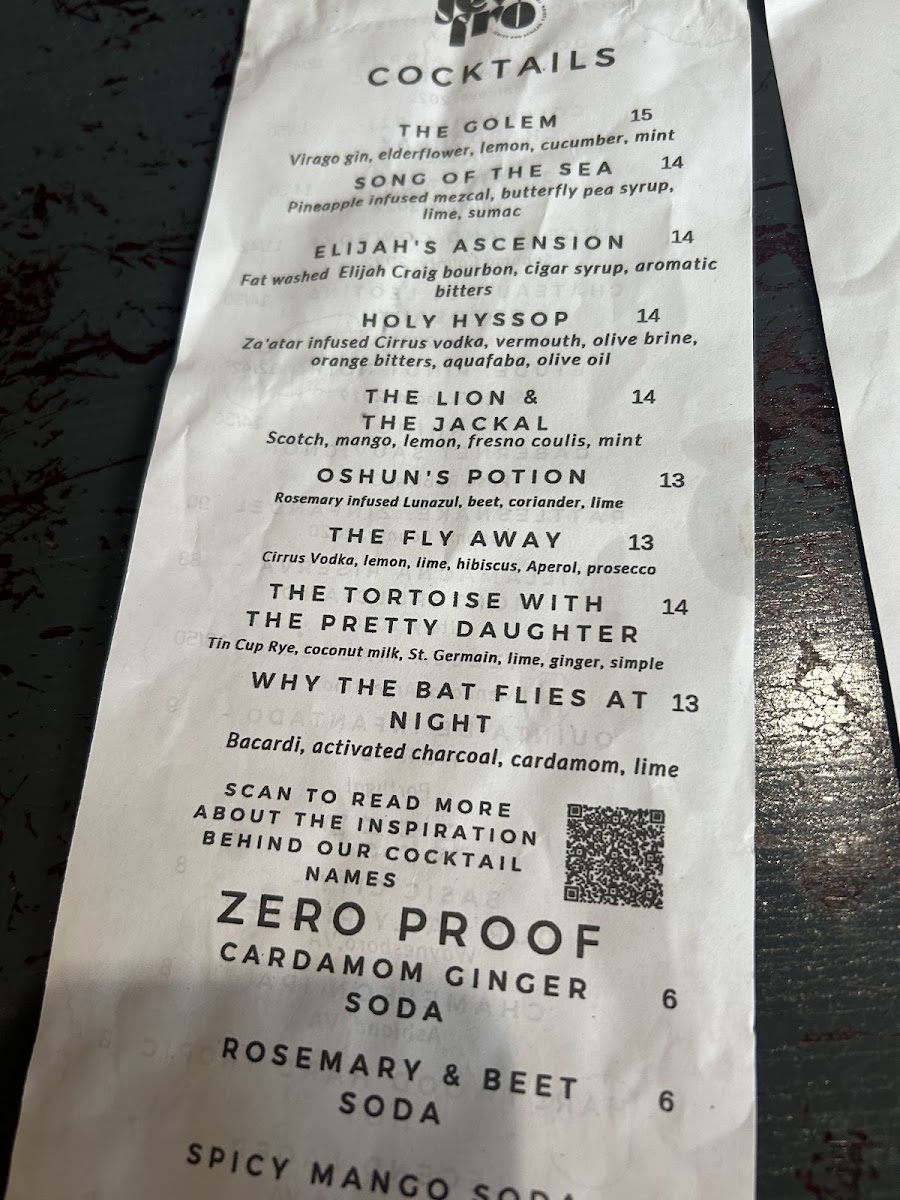 COCKTAILS
THE GOLEM 15
Virago gin, elderflower, lemon, cucumber, mint
SONG OF THE SEA 14
Pineapple infused mezcal, butterfly pea syrup,
lime, sumac
ELIJAH'S ASCENSION 14
Fat washed Elijah Craig bourbon, cigar syrup, aromatic
bitters
HOLY HYSSOP 14
Za'atar infused Cirrus vodka, vermouth, olive brine,
orange bitters, aquafaba, olive oil
THE LION & 14
THE JACKAL
Scotch, mango, lemon, fresno coulis, mint
OSHUN'S POTION 13
Rosemary infused Lunazul, beet, coriander, lime
THE FLY AWAY 13
Cirrus Vodka, lemon, lime, hibiscus, Aperol, prosecco
THE TORTOISE WITH 14
THE PRETTY DAUGHTER
Tin Cup Rye, coconut milk, St. Germain, lime, ginger, simple
WHY THE BAT FLIES AT 13
NIGHT
Bacardi, activated charcoal, cardamom, lime
SCAN TO READ MORE
ABOUT THE INSPIRATION
BEHIND OUR COCKTAIL
NAMES
ZERO PROOF
CARDAMOM GINGER 6
SODA
ROSEMARY & BEET 6
SODA
SPICY MANGO SODA